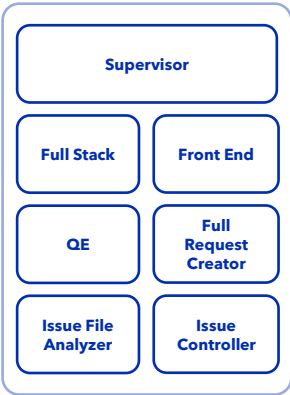 Supervisor
Full Stack
Front End
QE
Full
Request
Creator
Issue File
Analyzer
Issue
Controller